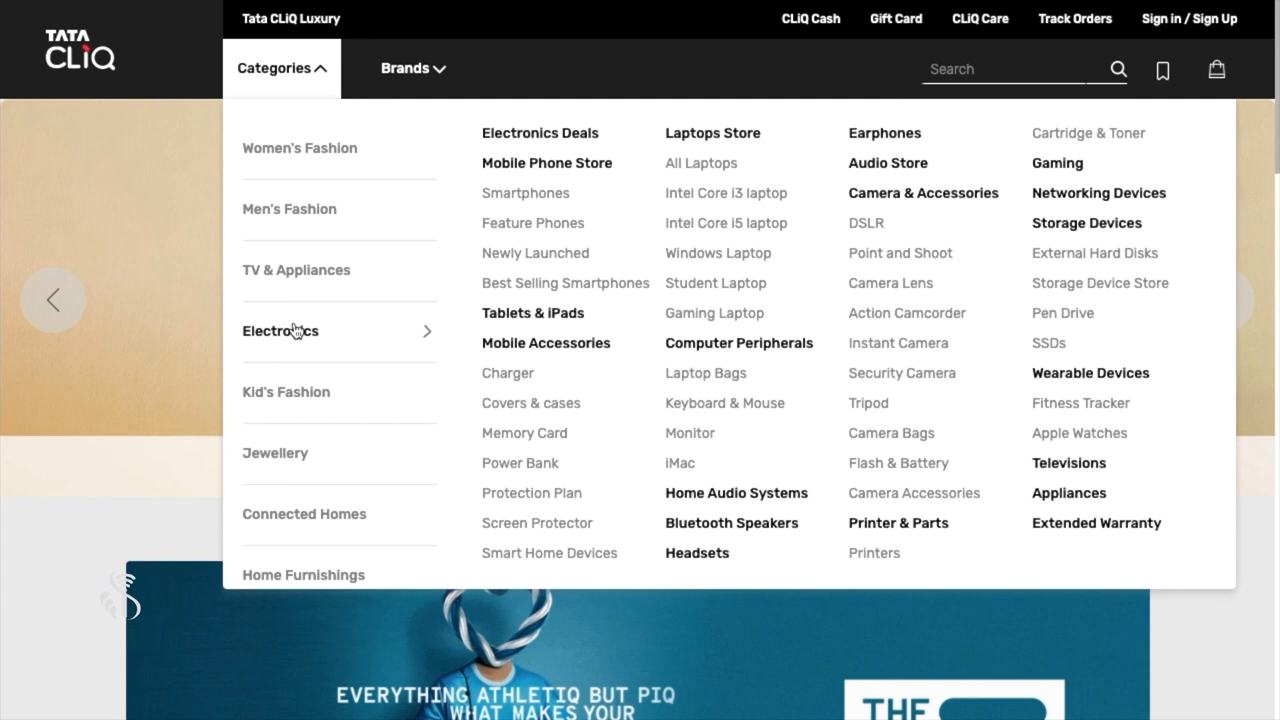 TATA
CLiQ
Tata CLiQ Luxury
CLiQ Cash
Gift Card
CLiQ Care
Track Orders
Sign in / Sign Up
Categories
Brands
Search
Women's Fashion
Men's Fashion
TV & Appliances
Electronics
Kid's Fashion
Jewellery
Connected Homes
Home Furnishings
Electronics Deals
Mobile Phone Store
Smartphones
Feature Phones
Newly Launched
Best Selling Smartphones
Tablets & iPads
Mobile Accessories
Charger
Covers & cases
Memory Card
Power Bank
Protection Plan
Screen Protector
Smart Home Devices
Laptops Store
All Laptops
Intel Core i3 laptop
Intel Core i5 laptop
Windows Laptop
Student Laptop
Gaming Laptop
Computer Peripherals
Laptop Bags
Keyboard & Mouse
Monitor
iMac
Home Audio Systems
Bluetooth Speakers
Headsets
Earphones
Audio Store
Camera & Accessories
DSLR
Point and Shoot
Camera Lens
Action Camcorder
Instant Camera
Security Camera
Tripod
Camera Bags
Flash & Battery
Camera Accessories
Printer & Parts
Printers
Cartridge & Toner
Gaming
Networking Devices
Storage Devices
External Hard Disks
Storage Device Store
Pen Drive
SSDs
Wearable Devices
Fitness Tracker
Apple Watches
Televisions
Appliances
Extended Warranty
EVERYTHING ATHLETIQ BUT PIQ
WHAT MAKES YOUR
THE